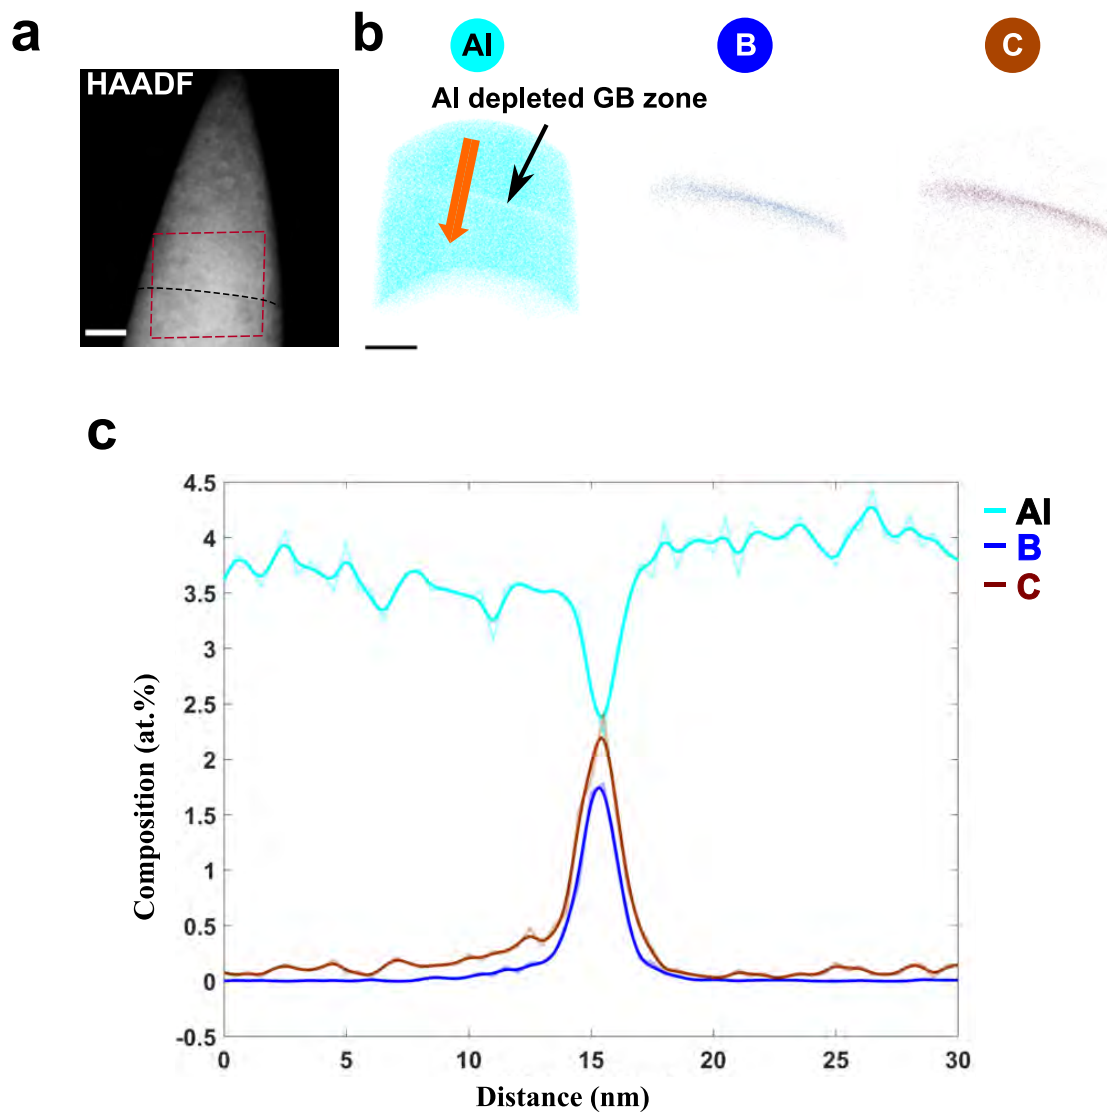 a
HAADF
b
Al
B
C
Al depleted GB zone
c
Composition (at.%)
4.5
4
3.5
3
2.5
2
1.5
1
0.5
0
-0.5
0
5
10
15
20
25
30
Distance (nm)
Al
B
C